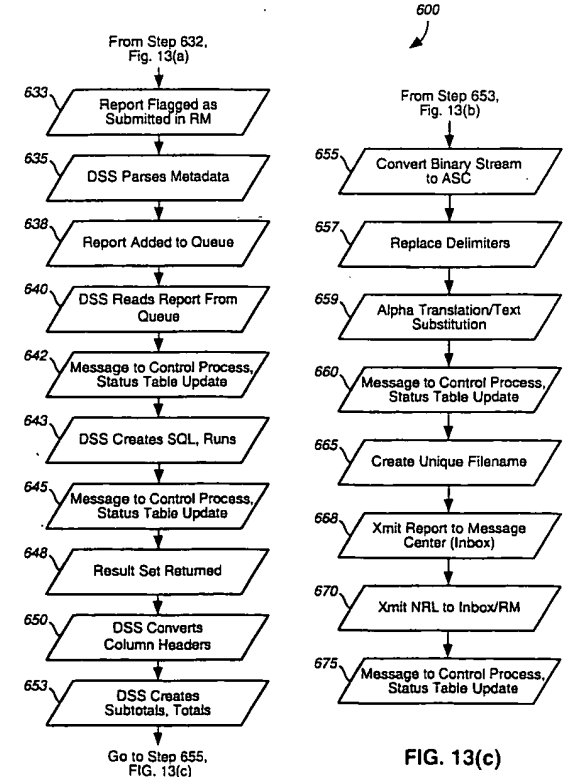 600
From Step 632,
Fig. 13(a)
633
Report Flagged as
Submitted in RM
635
DSS Parses Metadata
638
Report Added to Queue
640
DSS Reads Report From
Queue
642
Message to Control Process,
Status Table Update
643
DSS Creates SQL, Runs
645
Message to Control Process,
Status Table Update
648
Result Set Returned
650
DSS Converts
Column Headers
653
DSS Creates
Subtotals, Totals
Go to Step 655,
FIG. 13(c)
From Step 653,
Fig. 13(b)
655
Convert Binary Stream
to ASC
657
Replace Delimiters
659
Alpha Translation/Text
Substitution
660
Message to Control Process,
Status Table Update
665
Create Unique Filename
668
Xmit Report to Message
Center (Inbox)
670
Xmit NRL to Inbox/RM
675
Message to Control Process,
Status Table Update
FIG. 13(c)